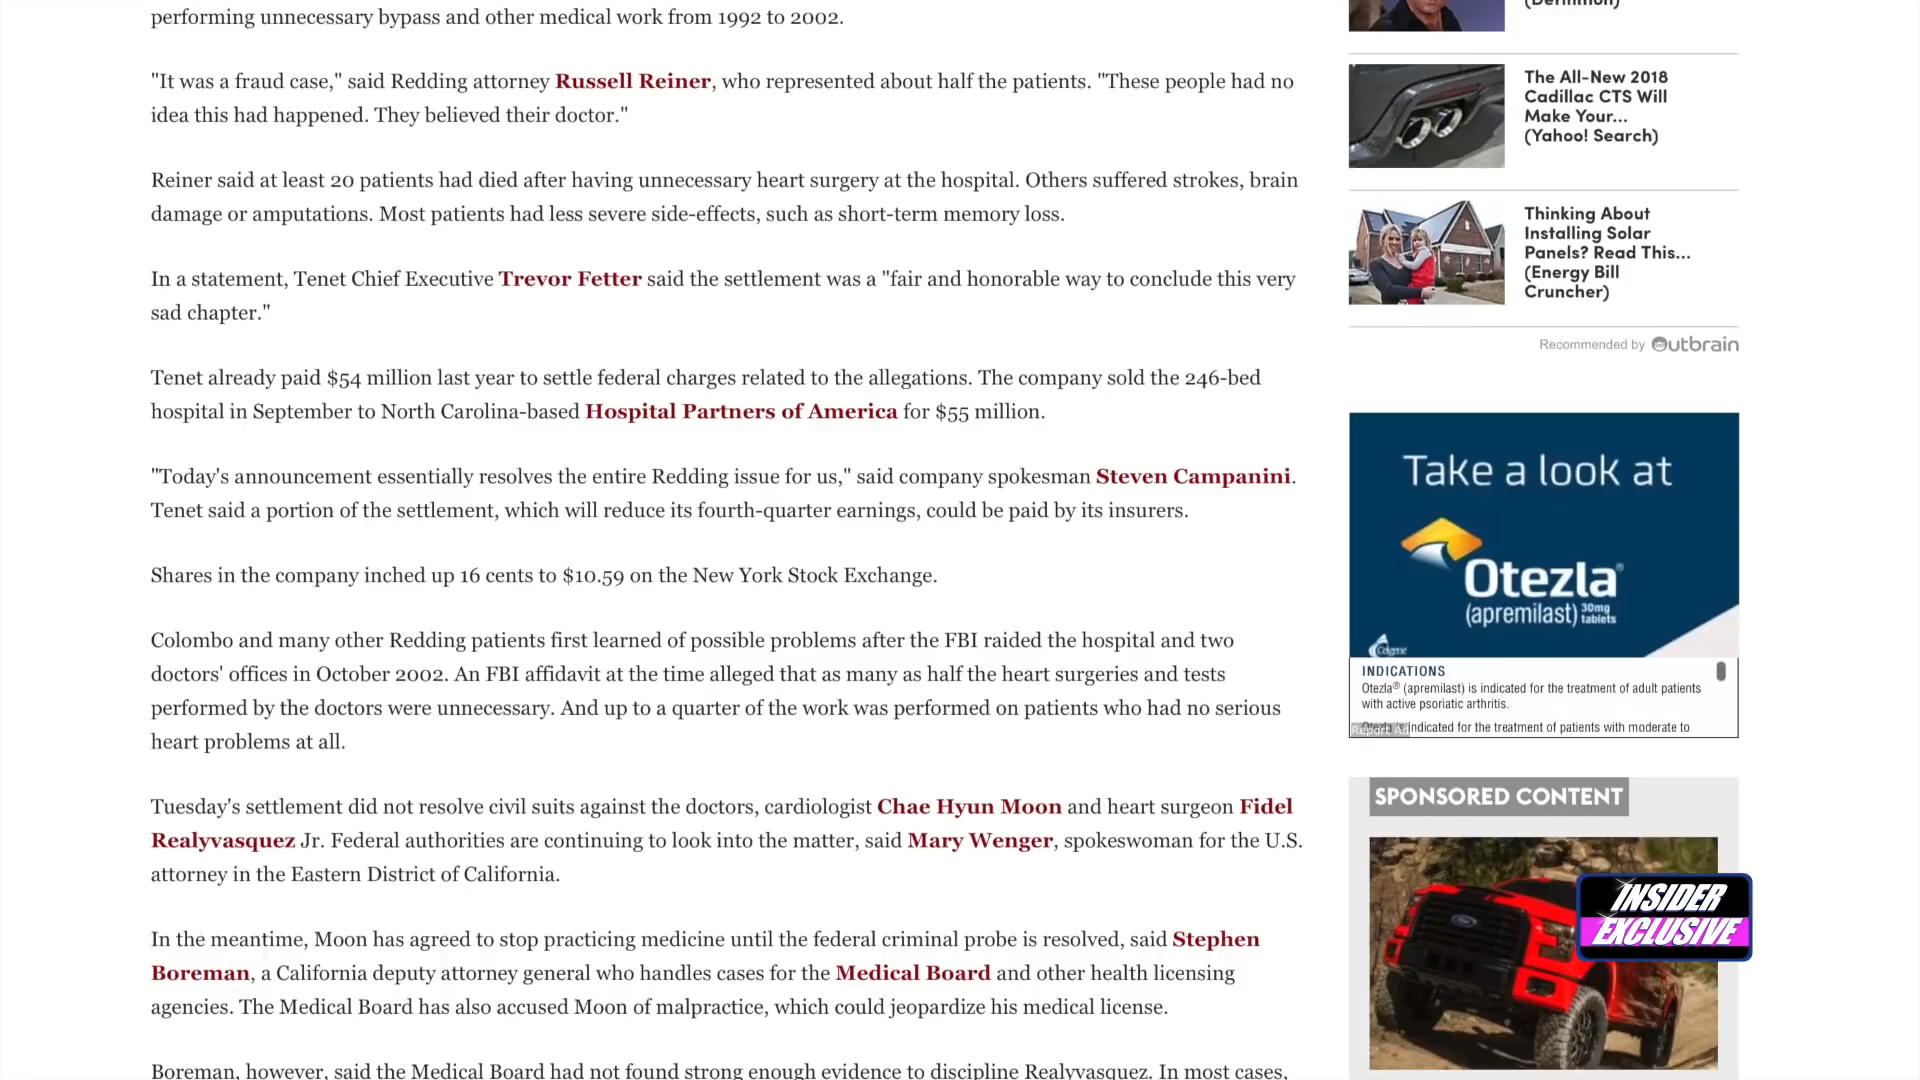 performing unnecessary bypass and other medical work from 1992 to 2002.
"It was a fraud case," said Redding attorney Russell Reiner, who represented about half the patients. "These people had no
idea this had happened. They believed their doctor."
Reiner said at least 20 patients had died after having unnecessary heart surgery at the hospital. Others suffered strokes, brain
damage or amputations. Most patients had less severe side-effects, such as short-term memory loss.
In a statement, Tenet Chief Executive Trevor Fetter said the settlement was a "fair and honorable way to conclude this very
sad chapter."
Tenet already paid $54 million last year to settle federal charges related to the allegations. The company sold the 246-bed
hospital in September to North Carolina-based Hospital Partners of America for $55 million.
"Today's announcement essentially resolves the entire Redding issue for us," said company spokesman Steven Campanini.
Tenet said a portion of the settlement, which will reduce its fourth-quarter earnings, could be paid by its insurers.
Shares in the company inched up 16 cents to $10.59 on the New York Stock Exchange.
Colombo and many other Redding patients first learned of possible problems after the FBI raided the hospital and two
doctors' offices in October 2002. An FBI affidavit at the time alleged that as many as half the heart surgeries and tests
performed by the doctors were unnecessary. And up to a quarter of the work was performed on patients who had no serious
heart problems at all.
Tuesday's settlement did not resolve civil suits against the doctors, cardiologist Chae Hyun Moon and heart surgeon Fidel
Realyvasquez Jr. Federal authorities are continuing to look into the matter, said Mary Wenger, spokeswoman for the U.S.
attorney in the Eastern District of California.
In the meantime, Moon has agreed to stop practicing medicine until the federal criminal probe is resolved, said Stephen
Boreman, a California deputy attorney general who handles cases for the Medical Board and other health licensing
agencies. The Medical Board has also accused Moon of malpractice, which could jeopardize his medical license.
Boreman, however, said the Medical Board had not found strong enough evidence to discipline Realyvasquez. In most cases,
The All-New 2018
Cadillac CTS Will
Make Your...
(Yahoo! Search)
Thinking About
Installing Solar
Panels? Read This...
(Energy Bill
Cruncher)
Recommended by Outbrain
Take a look at
Otezla®
(apremilast) 30mg tablets
Celgene
INDICATIONS
Otezla® (apremilast) is indicated for the treatment of adult patients
with active psoriatic arthritis.
Otezla is indicated for the treatment of patients with moderate to
Report Ad
SPONSORED CONTENT
INSIDER
EXCLUSIVE